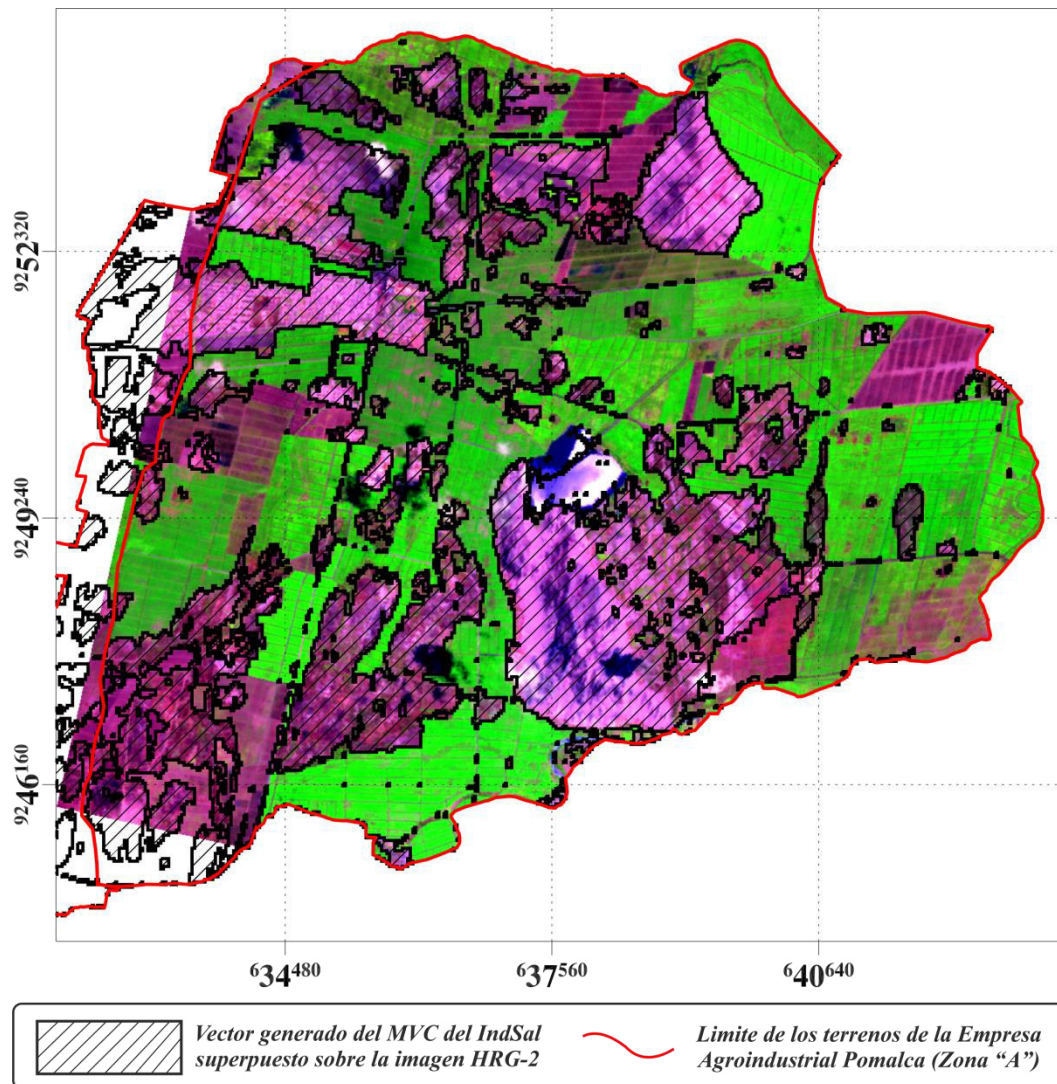 9252320
9249240
9246160
634480 637560 640640
Vector generado del MVC del IndSal
superpuesto sobre la imagen HRG-2
Limite de los terrenos de la Empresa
Agroindustrial Pomalca (Zona “A”)